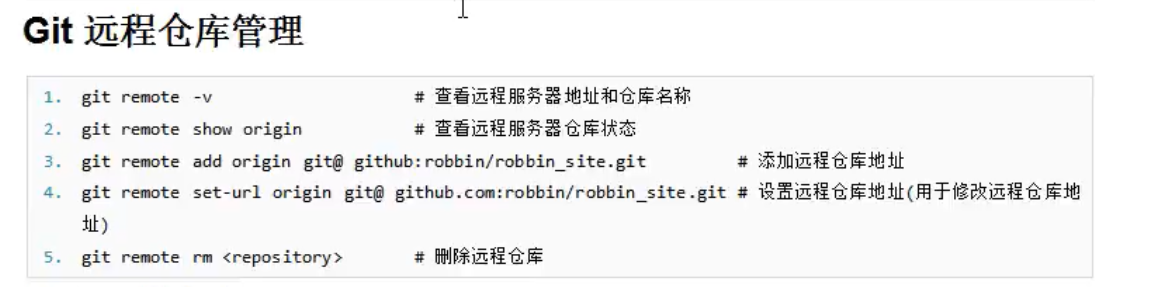 Git 远程仓库管理
1. git remote -v # 查看远程服务器地址和仓库名称
2. git remote show origin # 查看远程服务器仓库状态
3. git remote add origin git@ github:robbin/robbin_site.git # 添加远程仓库地址
4. git remote set-url origin git@ github.com:robbin/robbin_site.git # 设置远程仓库地址(用于修改远程仓库地
址)
5. git remote rm <repository> # 删除远程仓库